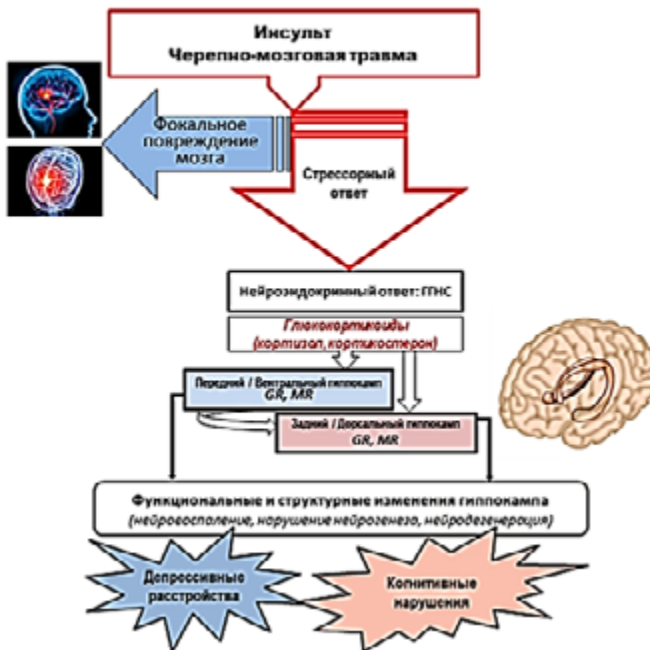 Инсульт
Черепно-мозговая травма
Фокальное
повреждение
мозга
Стрессорный
ответ
Нейроэндокринный ответ: ГГНС
Глюкокортикоиды
(кортизол, кортикостерон)
Передний / Вентральный гиппокамп
GR, MR
Задний / Дорсальный гиппокамп
GR, MR
Функциональные и структурные изменения гиппокампа
(нейровоспаление, нарушение нейрогенеза, нейродегенерация)
Депрессивные
расстройства
Когнитивные
нарушения